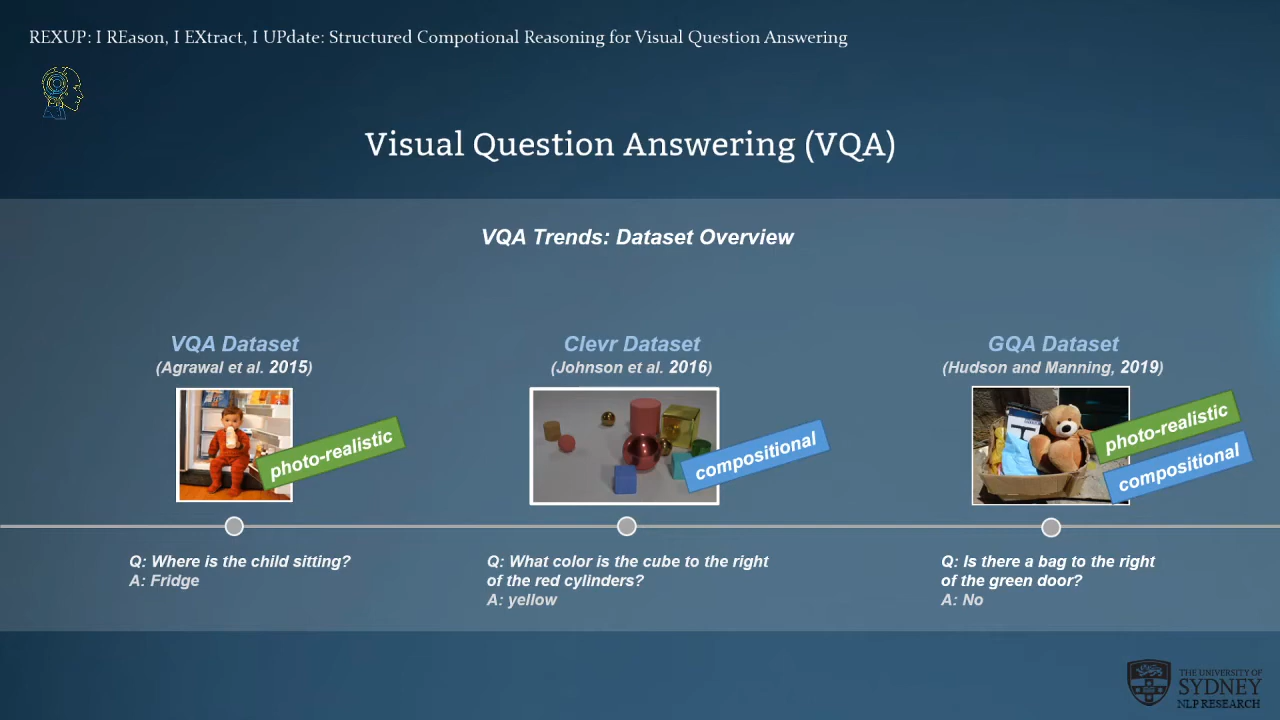 REXUP: I REason, I EXtract, I UPdate: Structured Compotional Reasoning for Visual Question Answering
Visual Question Answering (VQA)
VQA Trends: Dataset Overview
VQA Dataset
(Agrawal et al. 2015)
photo-realistic
Q: Where is the child sitting?
A: Fridge
Clevr Dataset
(Johnson et al. 2016)
compositional
Q: What color is the cube to the right
of the red cylinders?
A: yellow
GQA Dataset
(Hudson and Manning, 2019)
photo-realistic
compositional
Q: Is there a bag to the right
of the green door?
A: No
THE UNIVERSITY OF
SYDNEY
NLP RESEARCH